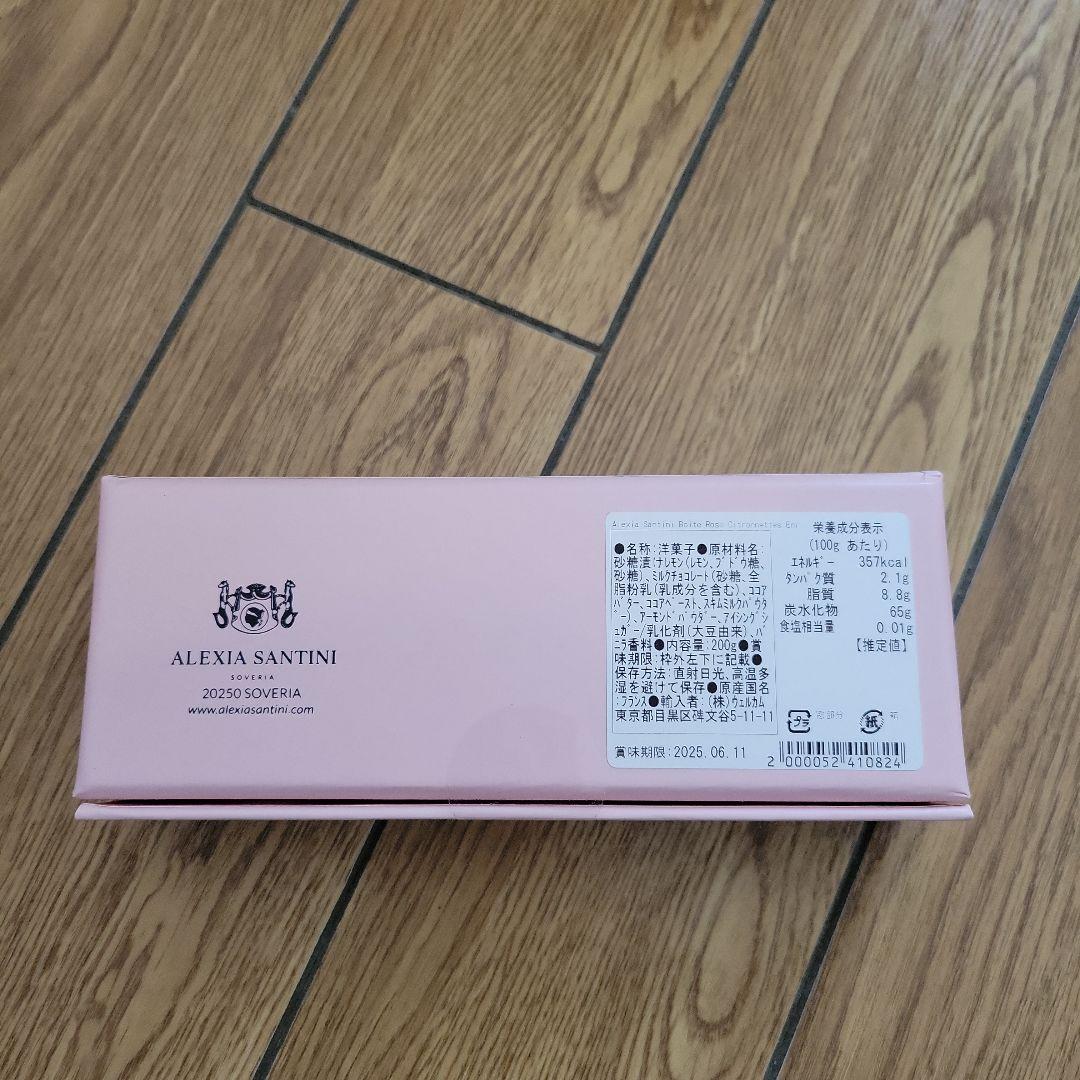 ALEXIA SANTINI
SOVERIA
20250 SOVERIA
www.alexiasantini.com
Alexia Santini Boite Rose Citronnettes
●名称:洋菓子●原材料名:
砂糖漬けレモン(レモン、ブドウ糖、
砂糖)、ミルクチョコレート(砂糖、全
脂粉乳(乳成分を含む)、ココア
バター、ココアペースト、スキムミルクパウダ
ー)、アーモンドパウダー、アイシングシ
ュガー/乳化剤(大豆由来)、バ
ニラ香料●内容量:200g●賞
味期限:枠外左下に記載●
保存方法:直射日光、高温多
湿を避けて保存●原産国名
:フランス●輸入者:(株)ウェルカム
東京都目黒区碑文谷5-11-11
賞味期限:2025.06.11
栄養成分表示
(100g あたり)
エネルギー 357kcal
タンパク質 2.1g
脂質 8.8g
炭水化物 65g
食塩相当量 0.01g
【推定値】
プラ 窓部分 紙 紙
2 000052 410824